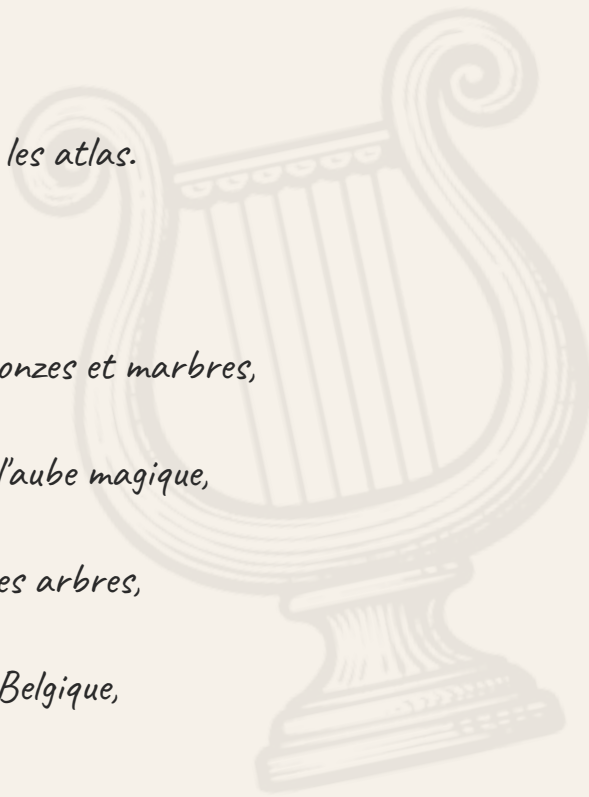 les atlas.
onzes et marbres,
l'aube magique,
es arbres,
Belgique,